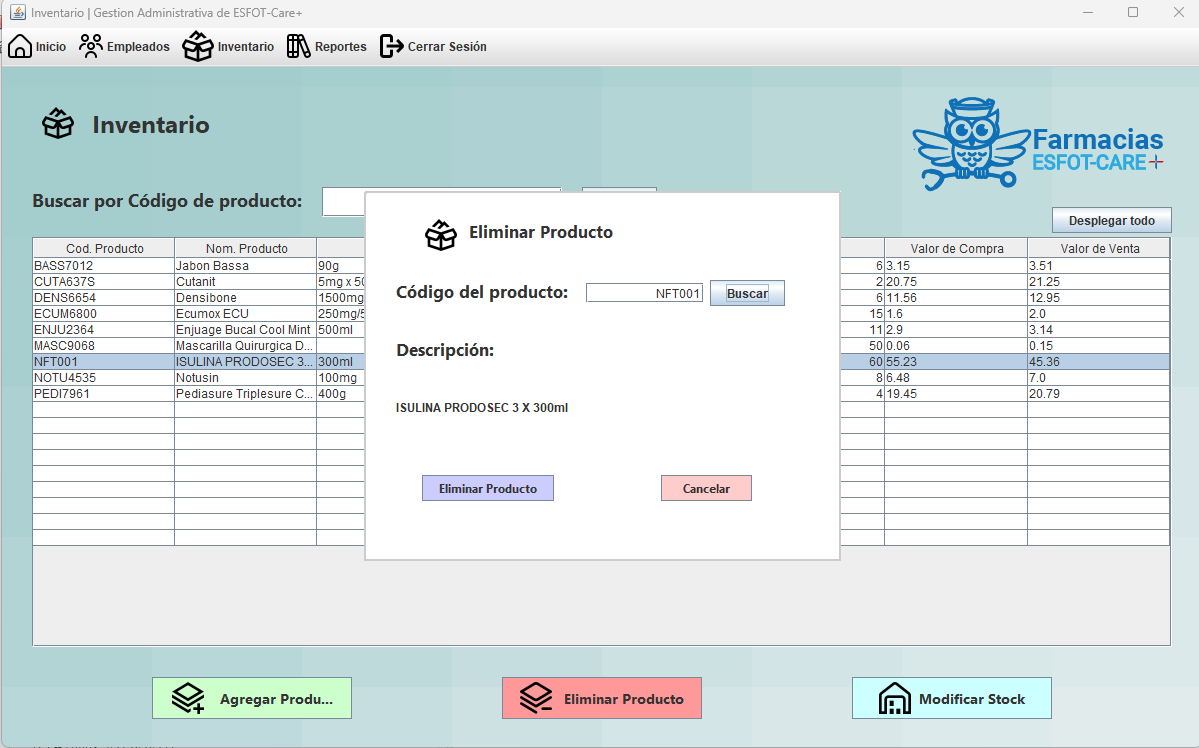 Inventario | Gestion Administrativa de ESFOT-Care+
Inicio Empleados Inventario Reportes Cerrar Sesión
Inventario
Farmacias
ESFOT-CARE+
Buscar por Código de producto:
Desplegar todo
Cod. Producto Nom. Producto Valor de Compra Valor de Venta
BASS7012 Jabon Bassa 90g 6 3.15 3.51
CUTA637S Cutanit 5mg x 50 2 20.75 21.25
DENS6654 Densibone 1500mg 6 11.56 12.95
ECUM6800 Ecumox ECU 250mg/5 15 1.6 2.0
ENJU2364 Enjuage Bucal Cool Mint 500ml 11 2.9 3.14
MASC9068 Mascarilla Quirurgica D... 50 0.06 0.15
NFT001 ISULINA PRODOSEC 3... 300ml 60 55.23 45.36
NOTU4535 Notusin 100mg 8 6.48 7.0
PEDI7961 Pediasure Triplesure C... 400g 4 19.45 20.79
Eliminar Producto
Código del producto: NFT001 Buscar
Descripción:
ISULINA PRODOSEC 3 X 300ml
Eliminar Producto Cancelar
Agregar Produ... Eliminar Producto Modificar Stock